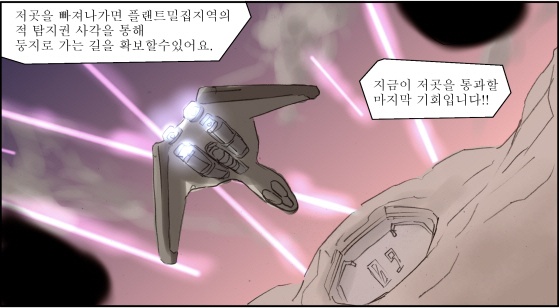 저곳을 빠져나가면 플랜트밀집지역의
적 탐지권 사각을 통해
둥지로 가는 길을 확보할수있어요.
지금이 저곳을 통과할
마지막 기회입니다!!